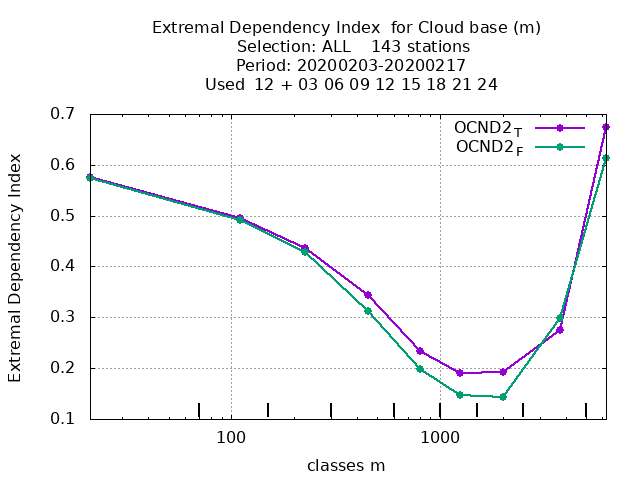 Extremal Dependency Index  for Cloud base (m)
Selection: ALL    143 stations
Period: 20200203-20200217
Used  12 + 03 06 09 12 15 18 21 24
OCND2T
OCND2F
Extremal Dependency Index
0.7
0.6
0.5
0.4
0.3
0.2
0.1
100 1000
classes m